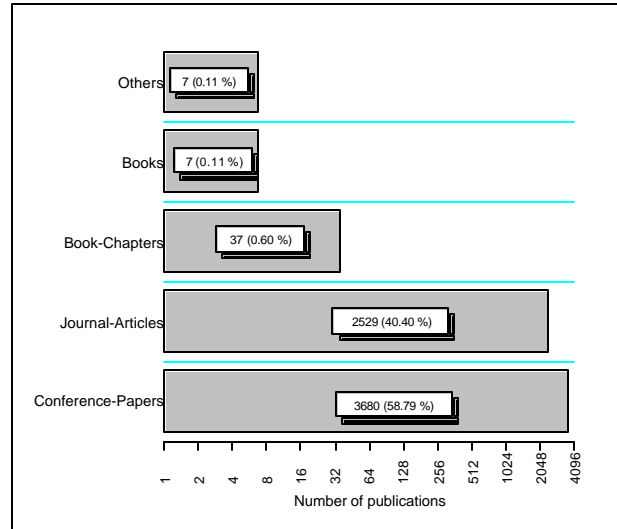 Others
7 (0.11 %)
Books
7 (0.11 %)
Book-Chapters
37 (0.60 %)
Journal-Articles
2529 (40.40 %)
Conference-Papers
3680 (58.79 %)
1 2 4 8 16 32 64 128 256 512 1024 2048 4096
Number of publications